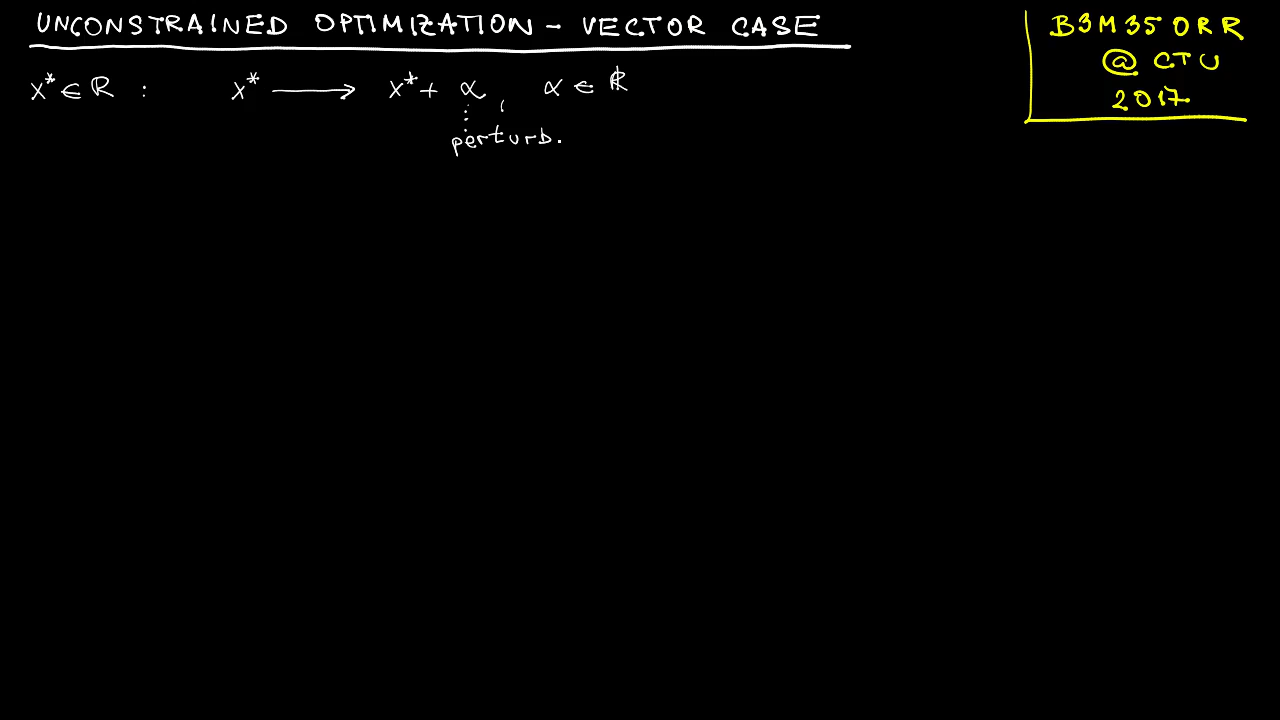 UNCONSTRAINED OPTIMIZATION - VECTOR CASE
B3M35ORR
@ CTU
2017
x* ∈ ℝ : x* ⟶ x* + α, α ∈ ℝ
perturb.